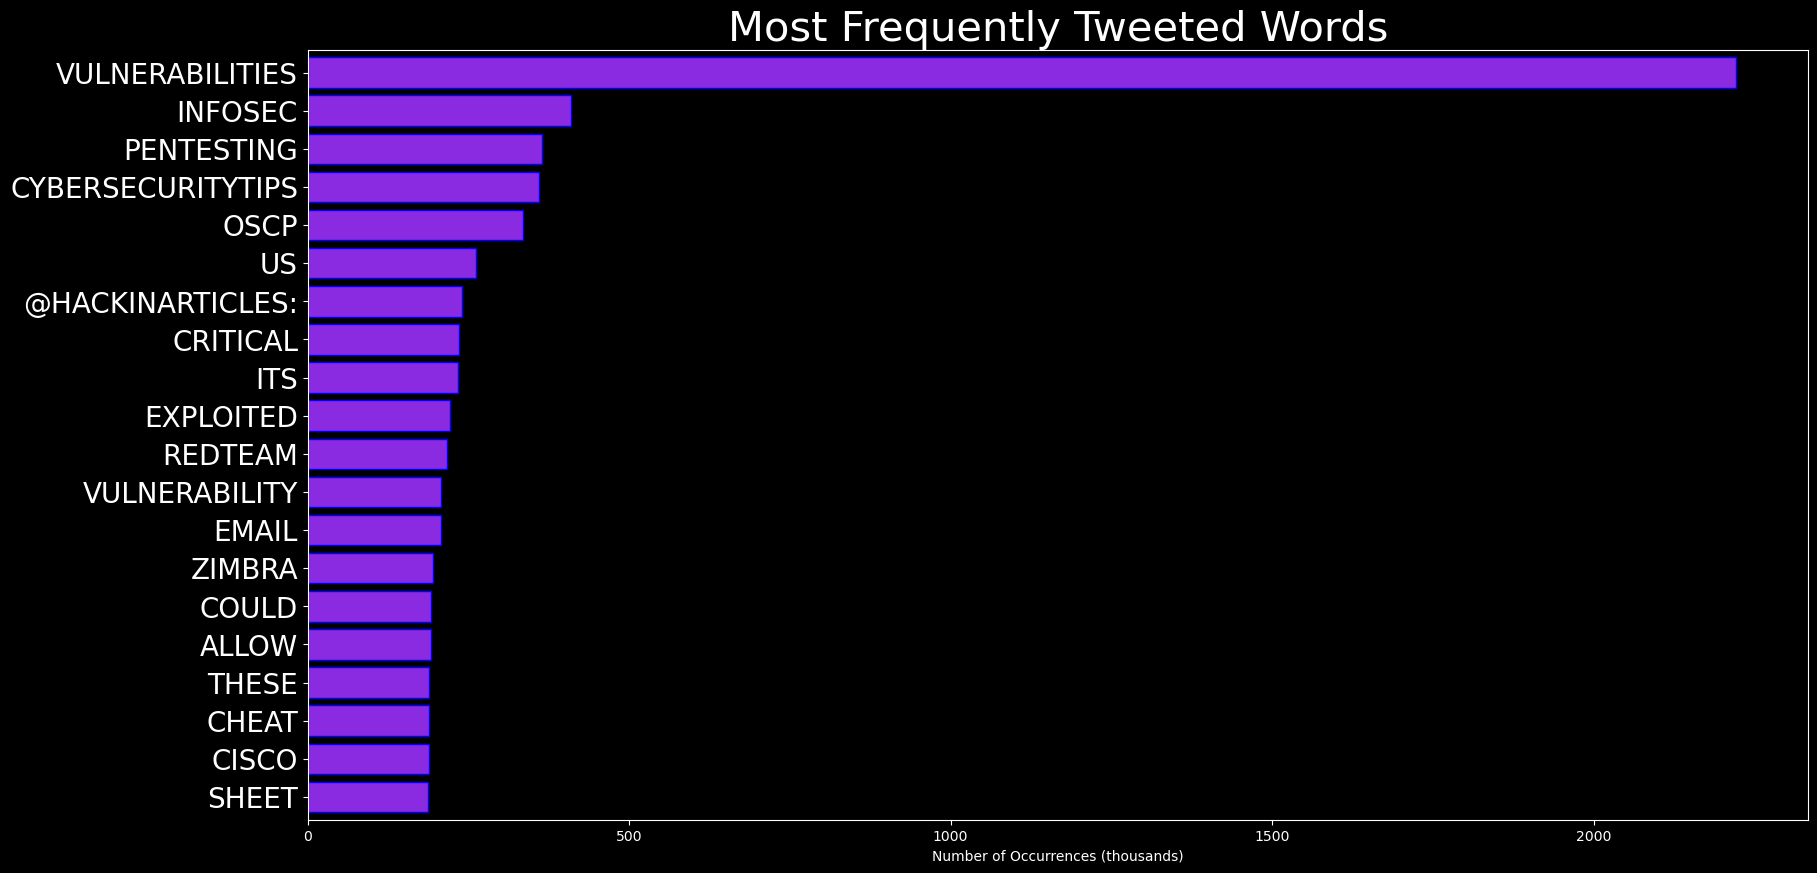 Most Frequently Tweeted Words
VULNERABILITIES
INFOSEC
PENTESTING
CYBERSECURITYTIPS
OSCP
US
@HACKINARTICLES:
CRITICAL
ITS
EXPLOITED
REDTEAM
VULNERABILITY
EMAIL
ZIMBRA
COULD
ALLOW
THESE
CHEAT
CISCO
SHEET
0 500 1000 1500 2000
Number of Occurrences (thousands)